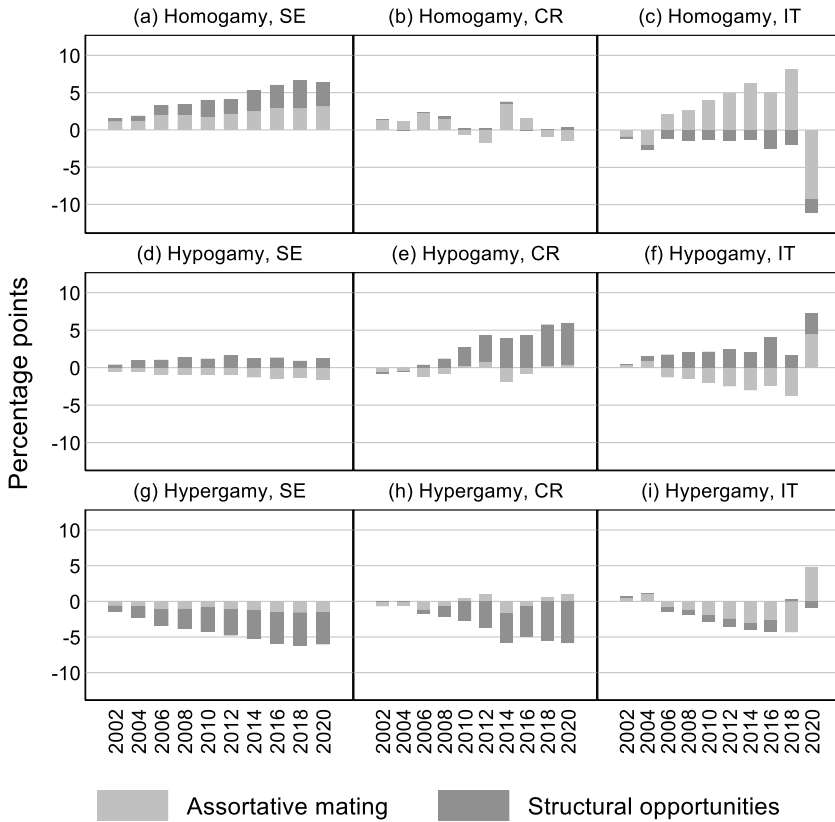 (a) Homogamy, SE (b) Homogamy, CR (c) Homogamy, IT
10
5
0
-5
-10
(d) Hypogamy, SE (e) Hypogamy, CR (f) Hypogamy, IT
10
5
0
-5
-10
(g) Hypergamy, SE (h) Hypergamy, CR (i) Hypergamy, IT
10
5
0
-5
-10
Percentage points
2002 2004 2006 2008 2010 2012 2014 2016 2018 2020 2002 2004 2006 2008 2010 2012 2014 2016 2018 2020 2002 2004 2006 2008 2010 2012 2014 2016 2018 2020
Assortative mating Structural opportunities